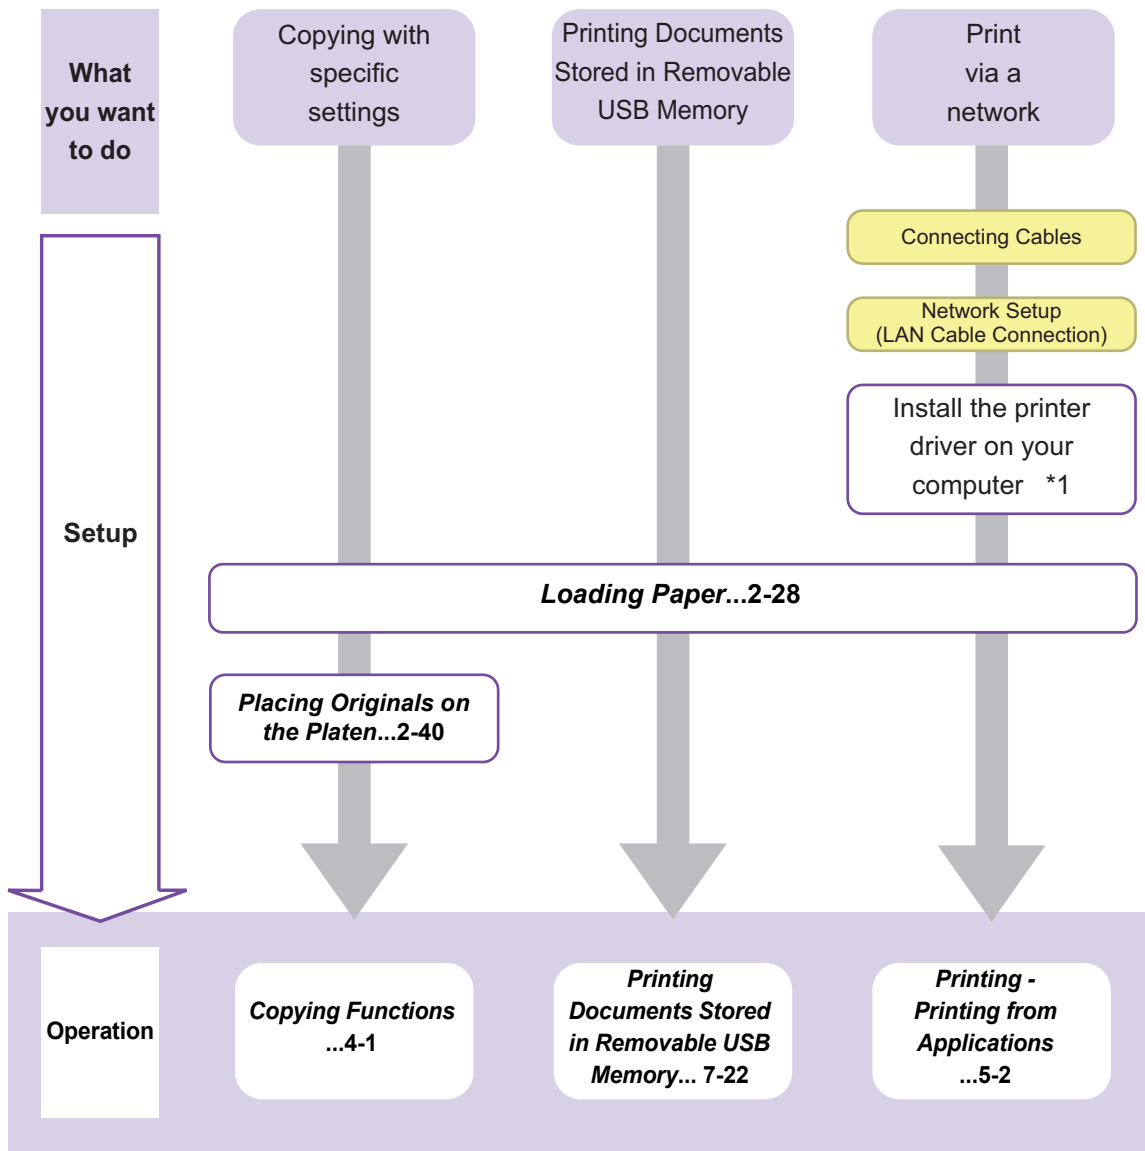 What
you want
to do
Copying with
specific
settings
Printing Documents
Stored in Removable
USB Memory
Print
via a
network
Setup
Connecting Cables
Network Setup
(LAN Cable Connection)
Install the printer
driver on your
computer *1
Loading Paper...2-28
Placing Originals on
the Platen...2-40
Operation
Copying Functions
...4-1
Printing
Documents Stored
in Removable USB
Memory... 7-22
Printing -
Printing from
Applications
...5-2